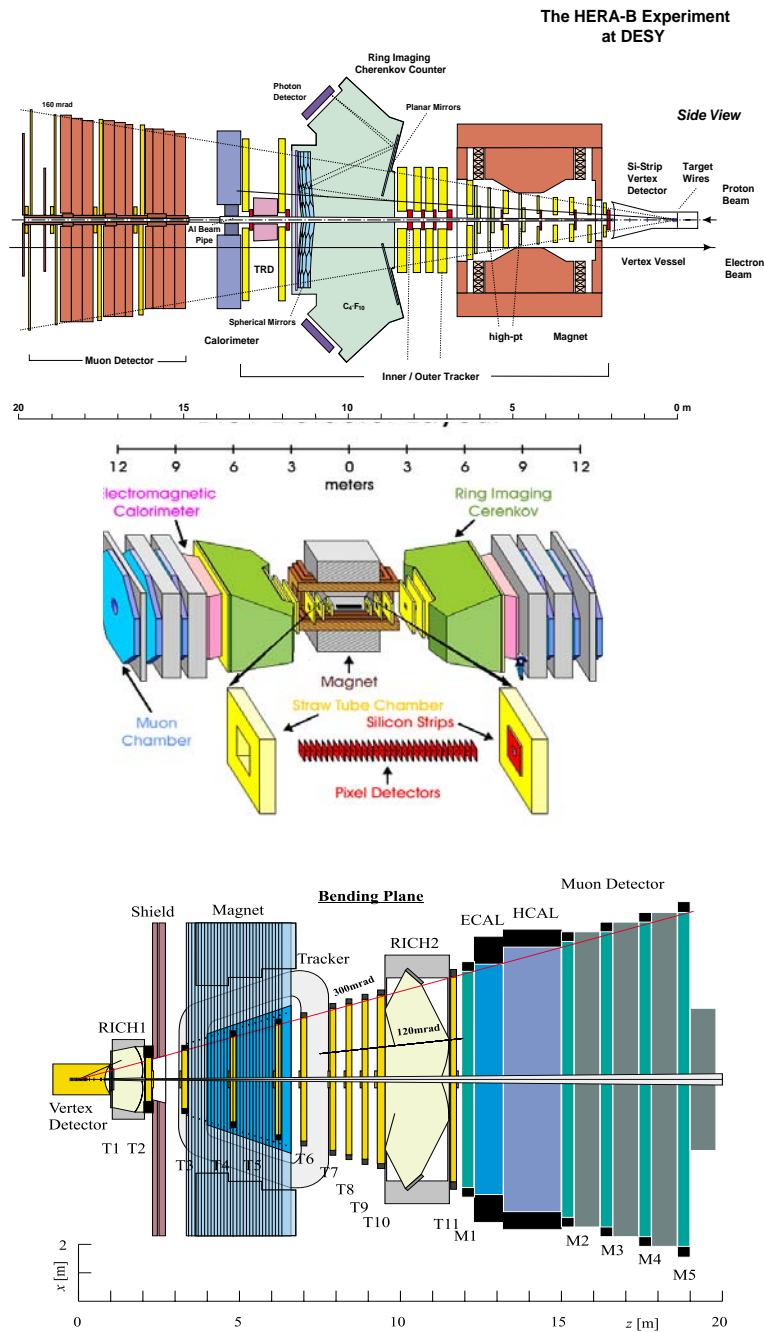 The HERA-B Experiment
at DESY
Ring Imaging
Cherenkov Counter
Photon
Detector
Planar Mirrors
160 mrad
Side View
Si-Strip
Vertex
Detector
Target
Wires
Proton
Beam
Al Beam
Pipe
Vertex Vessel
Electron
Beam
TRD
C4F10
Spherical Mirrors
Calorimeter
high-pt
Magnet
Muon Detector
Inner / Outer Tracker
20
15
10
5
0 m
12 9 6 3 0 3 6 9 12
meters
lectromagnetic
Calorimeter
Ring Imaging
Cerenkov
Magnet
Straw Tube Chamber
Silicon Strips
Muon
Chamber
Pixel Detectors
Bending Plane
Muon Detector
Shield
Magnet
ECAL
HCAL
Tracker
RICH2
300mrad
RICH1
120mrad
Vertex
Detector
T1
T2
T3
T4
T5
T6
T7
T8
T9
T10
T11
M1
M2
M3
M4
M5
2
x [m]
0
5
10
15
z [m]
20